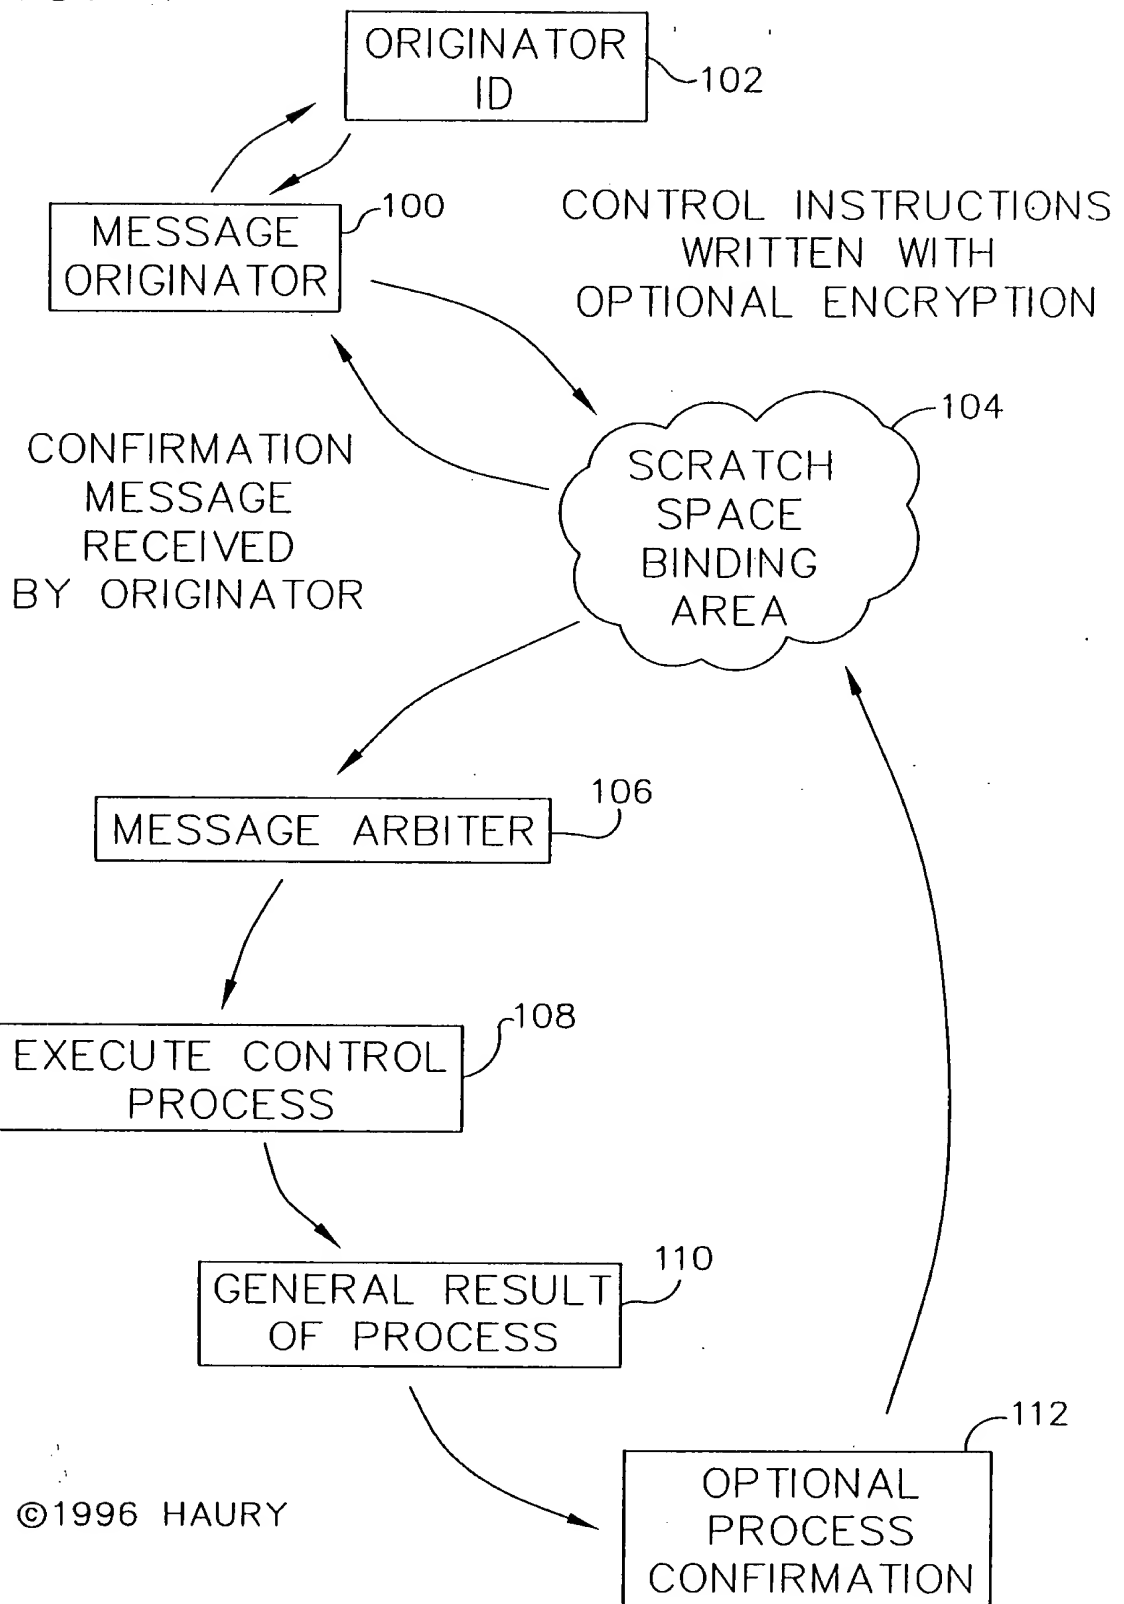 ORIGINATOR
ID
102
MESSAGE
ORIGINATOR
100
CONTROL INSTRUCTIONS
WRITTEN WITH
OPTIONAL ENCRYPTION
104
SCRATCH
SPACE
BINDING
AREA
CONFIRMATION
MESSAGE
RECEIVED
BY ORIGINATOR
106
MESSAGE ARBITER
108
EXECUTE CONTROL
PROCESS
110
GENERAL RESULT
OF PROCESS
112
OPTIONAL
PROCESS
CONFIRMATION
©1996 HAURY